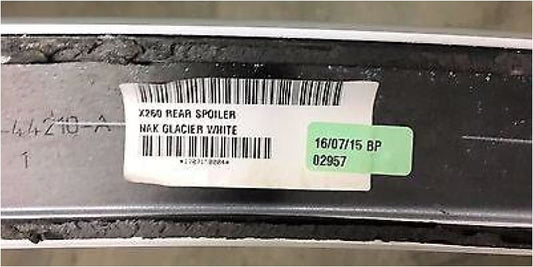 44210-A
1
X260 REAR SPOILER
NAK GLACIER WHITE
16/07/15 BP
02957